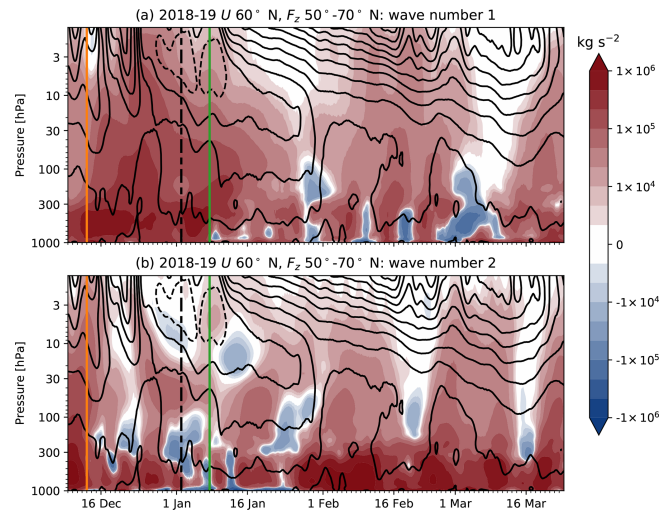 (a) 2018-19 U 60° N, Fz 50°-70° N: wave number 1
kg s⁻²
3
10
30
100
300
1000
Pressure [hPa]
1 × 10⁶
1 × 10⁵
1 × 10⁴
0
-1 × 10⁴
-1 × 10⁵
-1 × 10⁶
(b) 2018-19 U 60° N, Fz 50°-70° N: wave number 2
3
10
30
100
300
1000
Pressure [hPa]
16 Dec 1 Jan 16 Jan 1 Feb 16 Feb 1 Mar 16 Mar